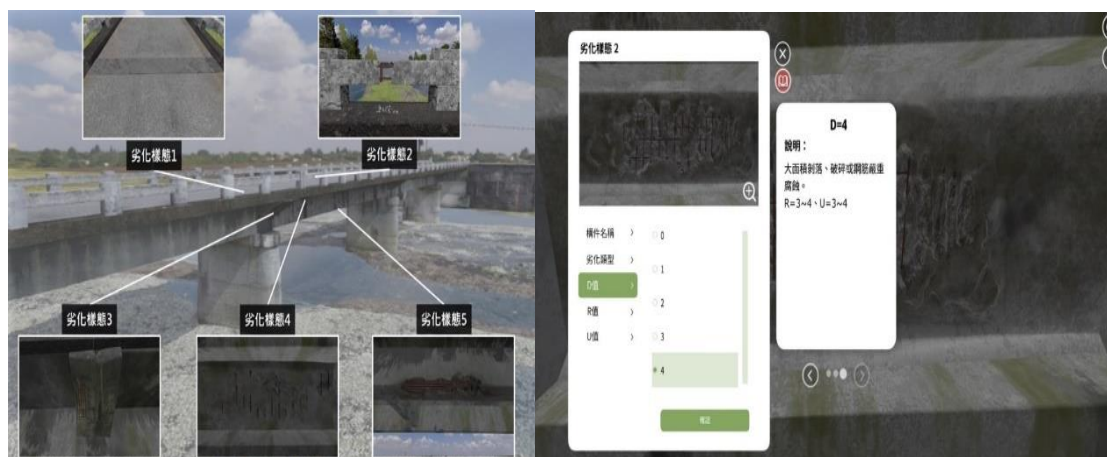 劣化樣態1
劣化樣態2
劣化樣態3
劣化樣態4
劣化樣態5
劣化樣態 2
構件名稱
劣化類型
D值
R值
U值
0
1
2
3
4
確認
D=4
說明：
大面積剝落、破碎或鋼筋嚴重
腐蝕。
R=3~4、U=3~4